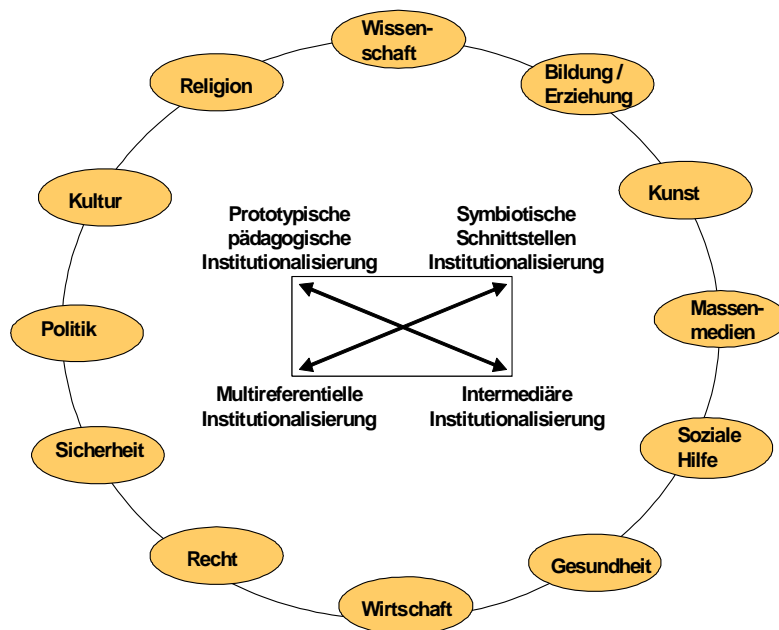 Wissen-
schaft
Religion
Bildung /
Erziehung
Kultur
Kunst
Prototypische
pädagogische
Institutionalisierung
Symbiotische
Schnittstellen
Institutionalisierung
Politik
Massen-
medien
Multireferentielle
Institutionalisierung
Intermediäre
Institutionalisierung
Sicherheit
Soziale
Hilfe
Recht
Gesundheit
Wirtschaft